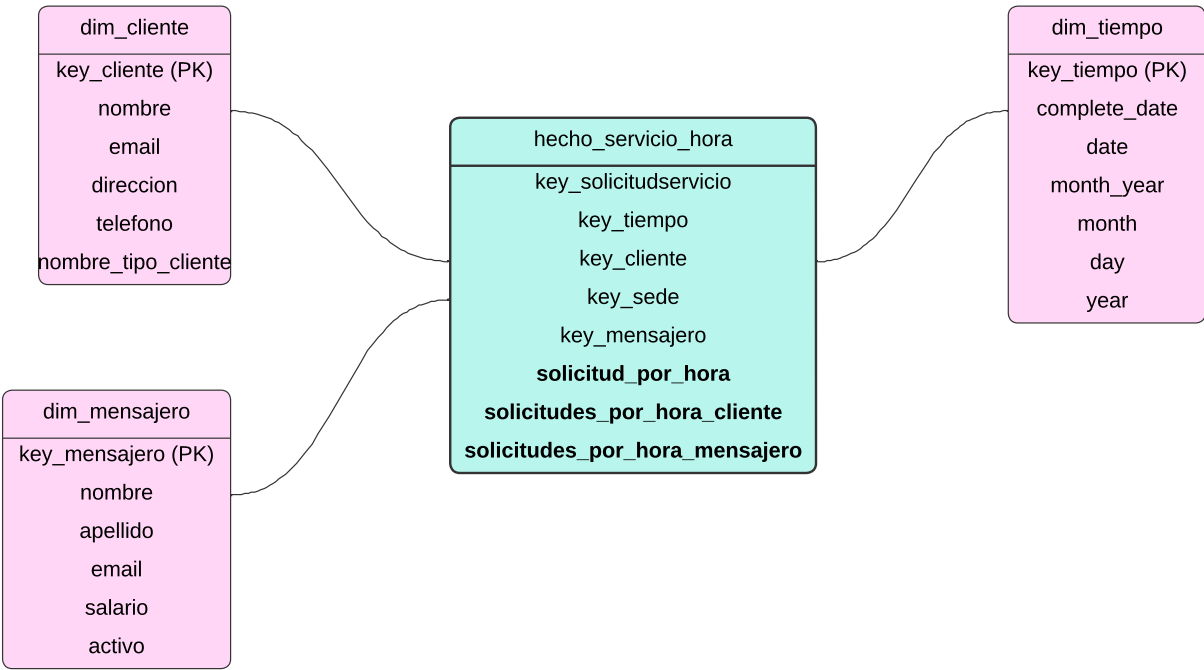 dim_cliente
key_cliente (PK)
nombre
email
direccion
telefono
nombre_tipo_cliente
dim_mensajero
key_mensajero (PK)
nombre
apellido
email
salario
activo
hecho_servicio_hora
key_solicitudservicio
key_tiempo
key_cliente
key_sede
key_mensajero
solicitud_por_hora
solicitudes_por_hora_cliente
solicitudes_por_hora_mensajero
dim_tiempo
key_tiempo (PK)
complete_date
date
month_year
month
day
year